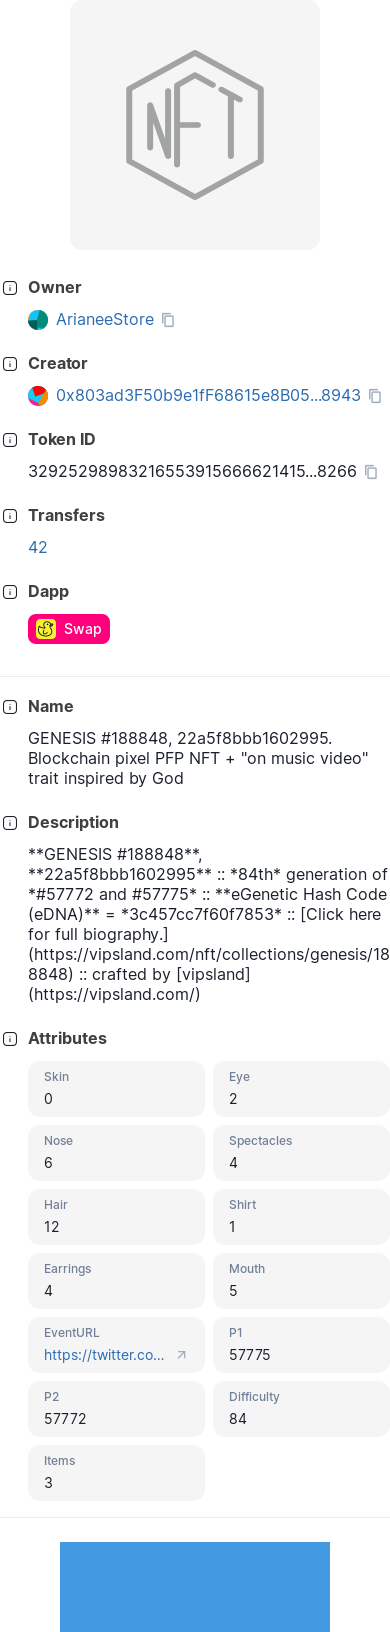 NFT
Owner
ArianeeStore
Creator
0x803ad3F50b9e1fF68615e8B05...8943
Token ID
32925298983216553915666621415...8266
Transfers
42
Dapp
Swap
Name
GENESIS #188848, 22a5f8bbb1602995.
Blockchain pixel PFP NFT + "on music video"
trait inspired by God
Description
**GENESIS #188848**,
**22a5f8bbb1602995** :: *84th* generation of
*#57772 and #57775* :: **eGenetic Hash Code
(eDNA)** = *3c457cc7f60f7853* :: [Click here
for full biography.]
(https://vipsland.com/nft/collections/genesis/18
8848) :: crafted by [vipsland]
(https://vipsland.com/)
Attributes
Skin
0
Eye
2
Nose
6
Spectacles
4
Hair
12
Shirt
1
Earrings
4
Mouth
5
EventURL
https://twitter.co...
P1
57775
P2
57772
Difficulty
84
Items
3